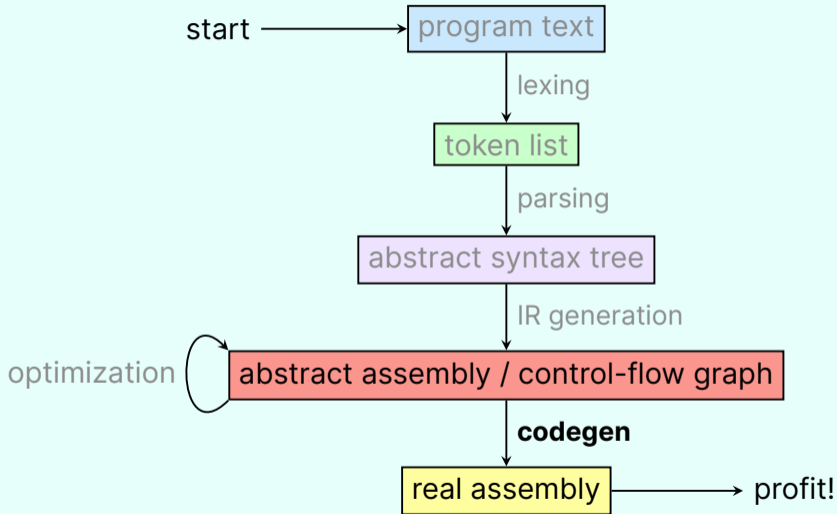 start
program text
lexing
token list
parsing
abstract syntax tree
IR generation
optimization
abstract assembly / control-flow graph
codegen
real assembly
profit!